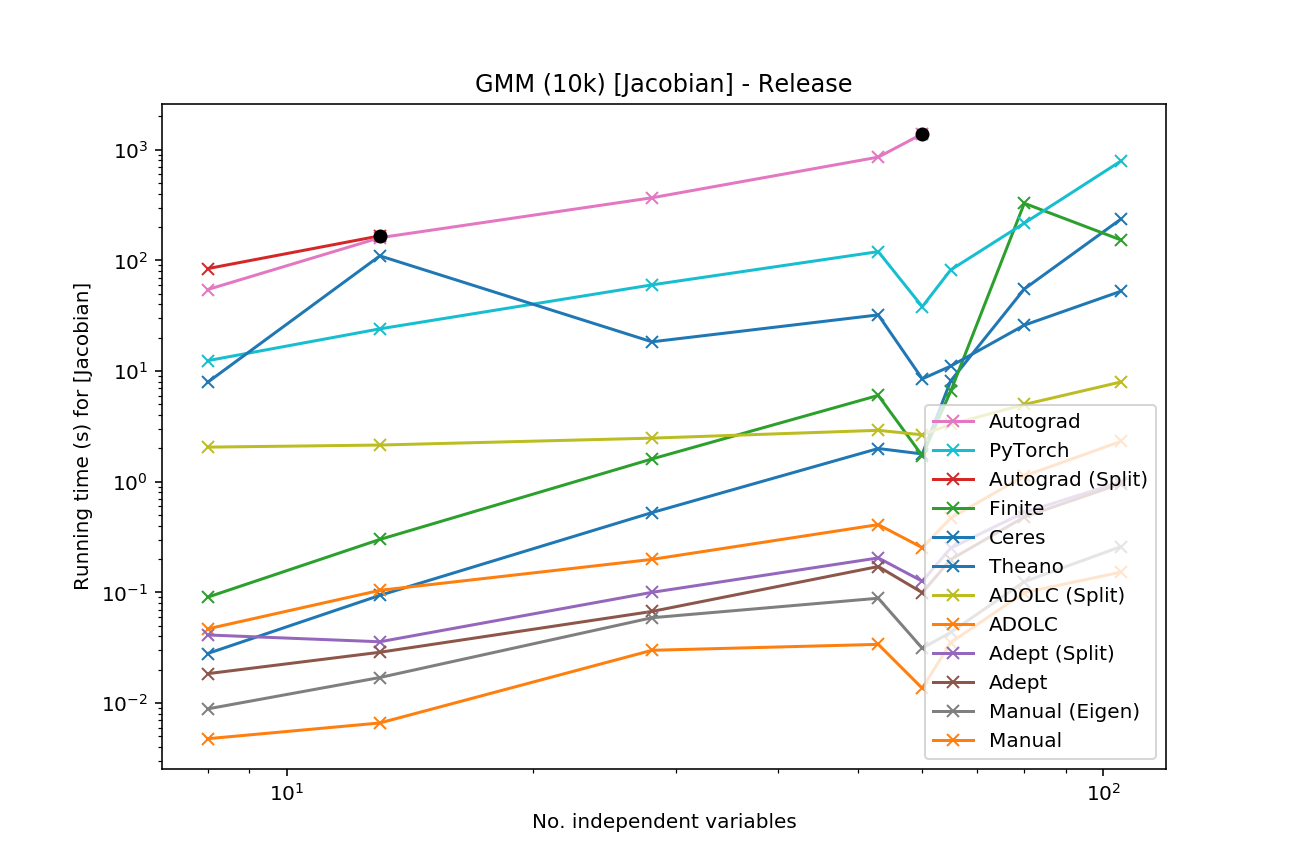 GMM (10k) [Jacobian] - Release
Running time (s) for [Jacobian]
10³
10²
10¹
10⁰
10⁻¹
10⁻²
Autograd
PyTorch
Autograd (Split)
Finite
Ceres
Theano
ADOLC (Split)
ADOLC
Adept (Split)
Adept
Manual (Eigen)
Manual
10¹
10²
No. independent variables